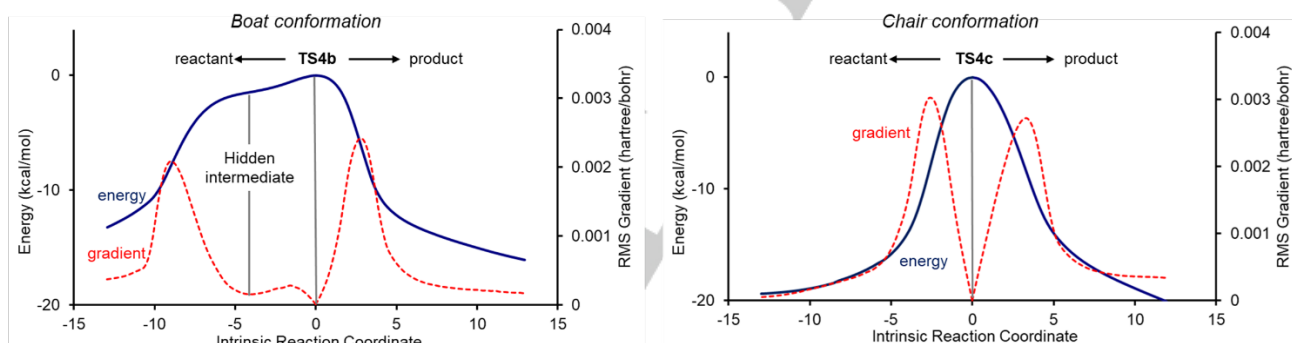 Boat conformation
reactant TS4b product
Hidden
intermediate
energy
gradient
Energy (kcal/mol)
0
-10
-20
-15 -10 -5 0 5 10 15
Intrinsic Reaction Coordinate
RMS Gradient (hartree/bohr)
0.004
0.003
0.002
0.001
0
Chair conformation
reactant TS4c product
gradient
energy
Energy (kcal/mol)
0
-10
-20
-15 -10 -5 0 5 10 15
Intrinsic Reaction Coordinate
RMS Gradient (hartree/bohr)
0.004
0.003
0.002
0.001
0